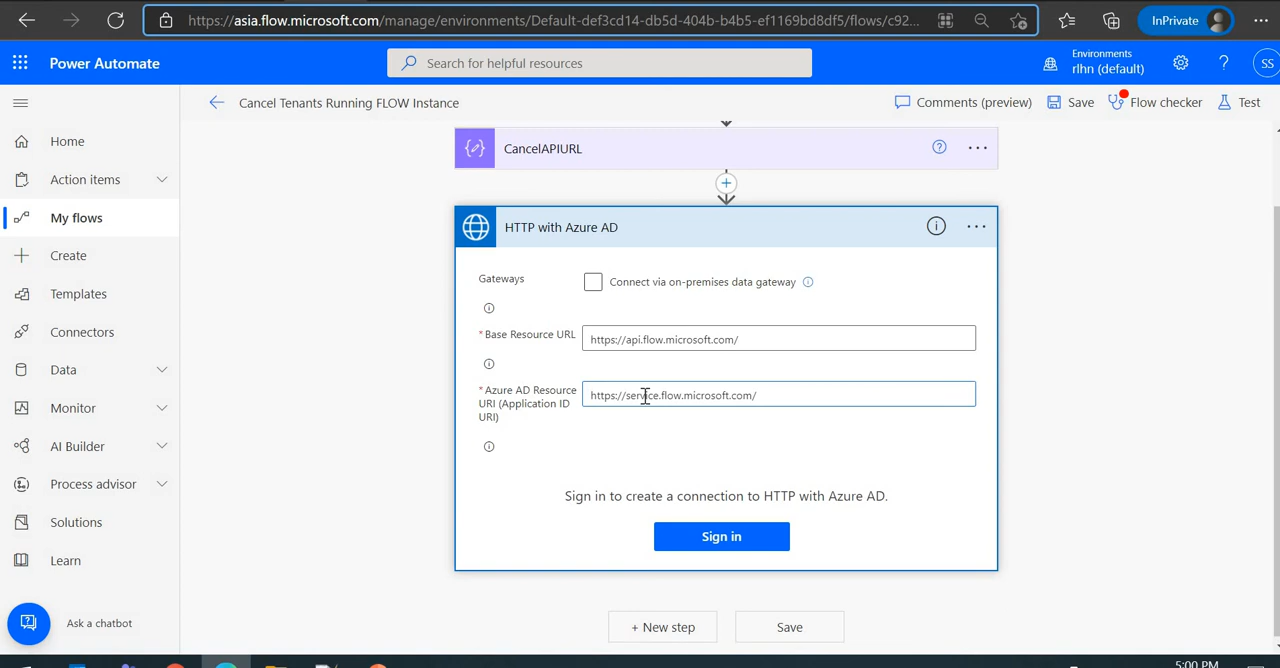 https://asia.flow.microsoft.com/manage/environments/Default-def3cd14-db5d-404b-b4b5-ef1169bd8df5/flows/c92...
InPrivate
Power Automate
Search for helpful resources
Environments
rlhn (default)
SS
Cancel Tenants Running FLOW Instance
Comments (preview)
Save
Flow checker
Test
Home
Action items
My flows
Create
Templates
Connectors
Data
Monitor
AI Builder
Process advisor
Solutions
Learn
Ask a chatbot
CancelAPIURL
HTTP with Azure AD
Gateways
Connect via on-premises data gateway
*Base Resource URL
https://api.flow.microsoft.com/
*Azure AD Resource
URI (Application ID
URI)
https://service.flow.microsoft.com/
Sign in to create a connection to HTTP with Azure AD.
Sign in
+ New step
Save
5:00 PM